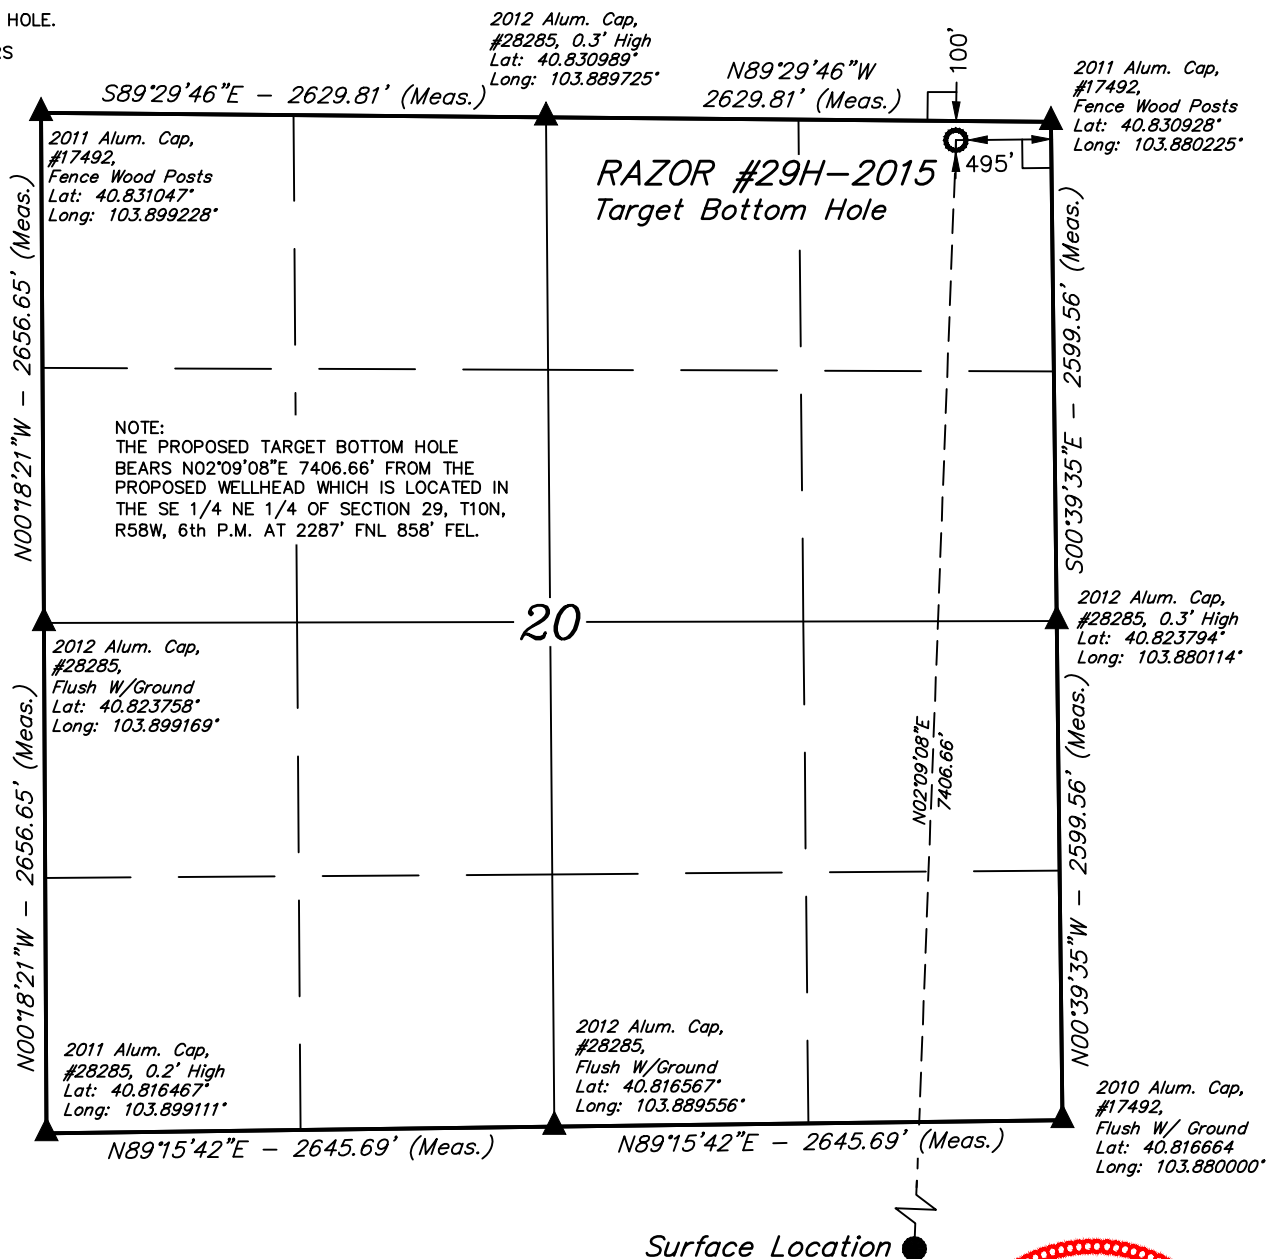 HOLE.
RS
2012 Alum. Cap,
#28285, 0.3' High
Lat: 40.830989°
Long: 103.889725°
S89°29'46"E – 2629.81' (Meas.)
N89°29'46"W
2629.81' (Meas.)
100'
2011 Alum. Cap,
#17492,
Fence Wood Posts
Lat: 40.830928°
Long: 103.880225°
2011 Alum. Cap,
#17492,
Fence Wood Posts
Lat: 40.831047°
Long: 103.899228°
495'
RAZOR #29H–2015
Target Bottom Hole
N00°18'21"W – 2656.65' (Meas.)
S00°39'35"E – 2599.56' (Meas.)
NOTE:
THE PROPOSED TARGET BOTTOM HOLE
BEARS N02°09'08"E 7406.66' FROM THE
PROPOSED WELLHEAD WHICH IS LOCATED IN
THE SE 1/4 NE 1/4 OF SECTION 29, T10N,
R58W, 6th P.M. AT 2287' FNL 858' FEL.
20
2012 Alum. Cap,
#28285, 0.3' High
Lat: 40.823794°
Long: 103.880114°
2012 Alum. Cap,
#28285,
Flush W/Ground
Lat: 40.823758°
Long: 103.899169°
N02°09'08"E
7406.66'
N00°18'21"W – 2656.65' (Meas.)
N00°39'35"W – 2599.56' (Meas.)
2011 Alum. Cap,
#28285, 0.2' High
Lat: 40.816467°
Long: 103.899111°
2012 Alum. Cap,
#28285,
Flush W/Ground
Lat: 40.816567°
Long: 103.889556°
2010 Alum. Cap,
#17492,
Flush W/ Ground
Lat: 40.816664
Long: 103.880000°
N89°15'42"E – 2645.69' (Meas.)
N89°15'42"E – 2645.69' (Meas.)
Surface Location